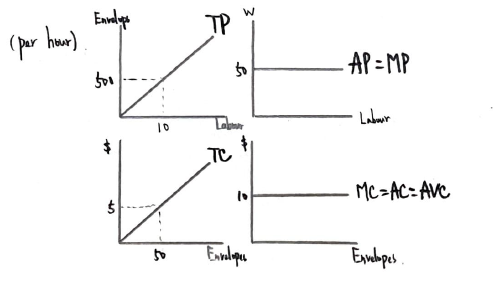 (per hour).
Envelops
TP
500
10
Labour
W
50
AP=MP
Labour
$
TC
5
50
Envelopes
$
10
MC=AC=AVC
Envelopes.